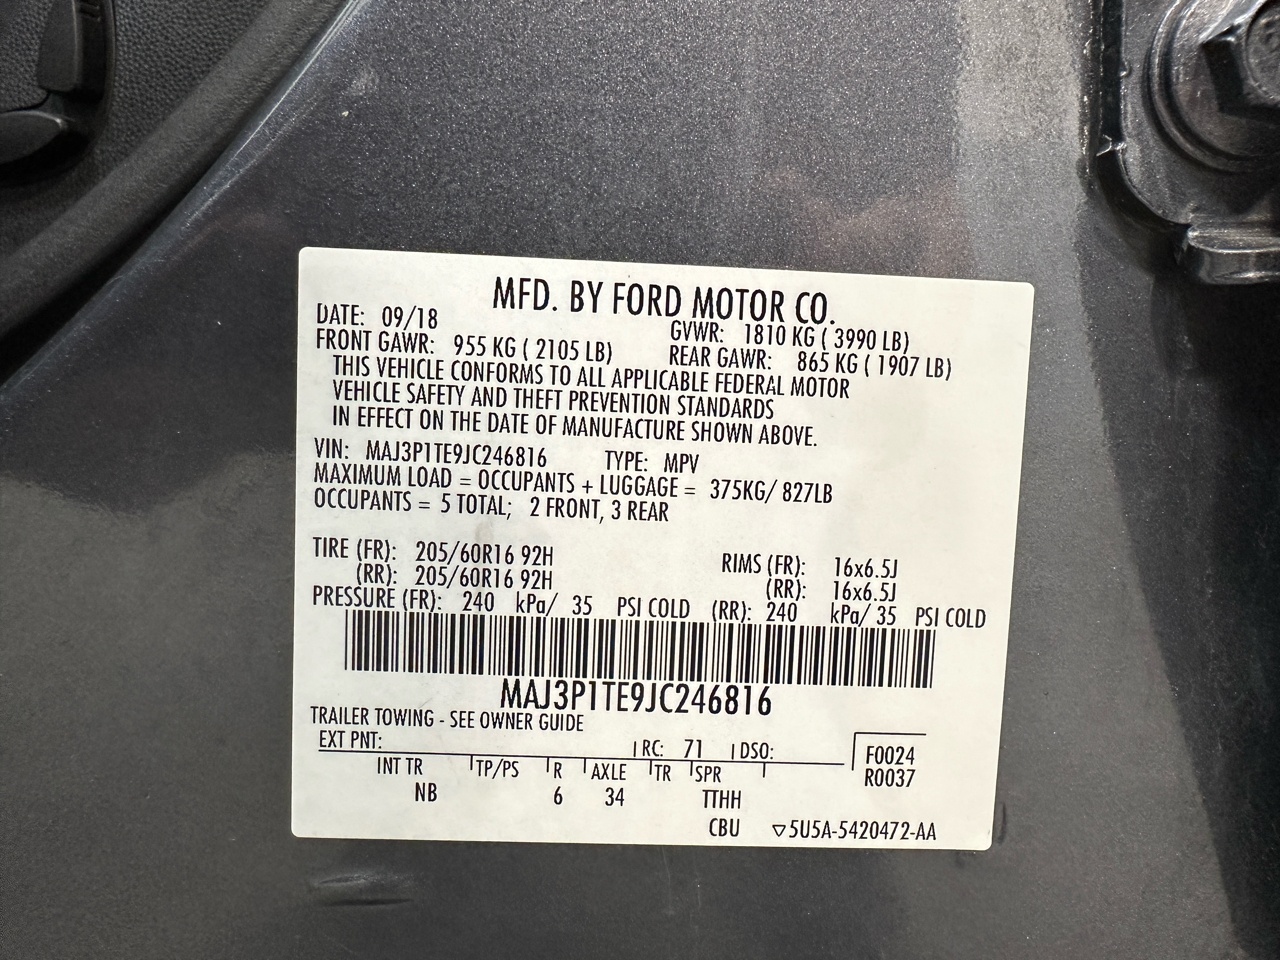 MFD. BY FORD MOTOR CO.
DATE: 09/18 GVWR: 1810 KG ( 3990 LB)
FRONT GAWR: 955 KG ( 2105 LB) REAR GAWR: 865 KG ( 1907 LB)
THIS VEHICLE CONFORMS TO ALL APPLICABLE FEDERAL MOTOR
VEHICLE SAFETY AND THEFT PREVENTION STANDARDS
IN EFFECT ON THE DATE OF MANUFACTURE SHOWN ABOVE.
VIN: MAJ3P1TE9JC246816 TYPE: MPV
MAXIMUM LOAD = OCCUPANTS + LUGGAGE = 375KG/ 827LB
OCCUPANTS = 5 TOTAL; 2 FRONT, 3 REAR
TIRE (FR): 205/60R16 92H RIMS (FR): 16x6.5J
(RR): 205/60R16 92H (RR): 16x6.5J
PRESSURE (FR): 240 kPa/ 35 PSI COLD (RR): 240 kPa/ 35 PSI COLD
MAJ3P1TE9JC246816
TRAILER TOWING - SEE OWNER GUIDE
EXT PNT: RC: 71 DSO: F0024
R0037
INT TR TP/PS R AXLE TR SPR
NB 6 34 TTHH
CBU ▽5U5A-5420472-AA